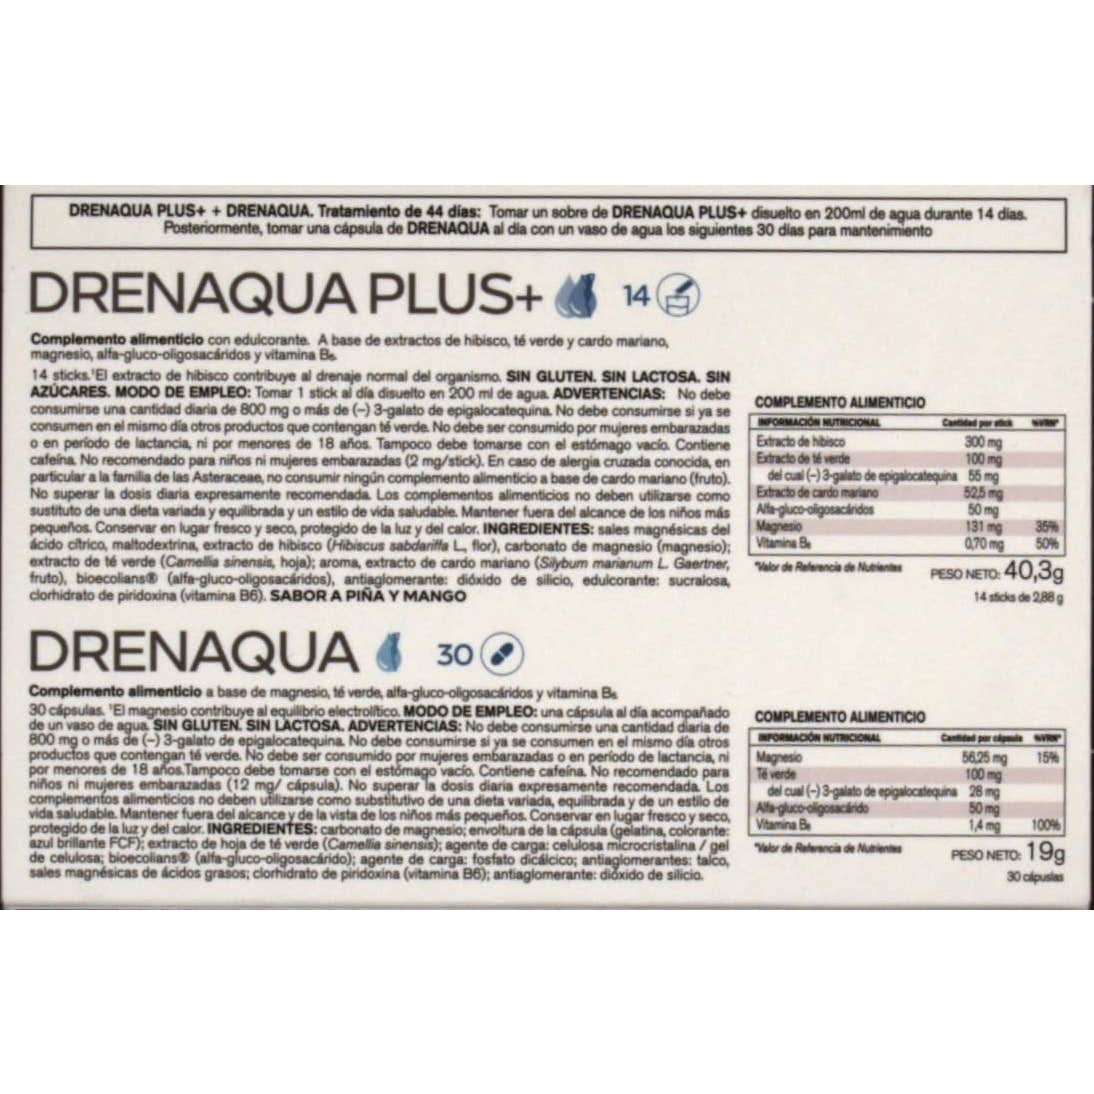 DRENAQUA PLUS+ + DRENAQUA. Tratamiento de 44 días: Tomar un sobre de DRENAQUA PLUS+ disuelto en 200ml de agua durante 14 días.
Posteriormente, tomar una cápsula de DRENAQUA al día con un vaso de agua los siguientes 30 días para mantenimiento
DRENAQUA PLUS+ 14
Complemento alimenticio con edulcorante. A base de extractos de hibisco, té verde y cardo mariano,
magnesio, alfa-gluco-oligosacáridos y vitamina B₆
14 sticks.¹El extracto de hibisco contribuye al drenaje normal del organismo. SIN GLUTEN. SIN LACTOSA. SIN
AZÚCARES. MODO DE EMPLEO: Tomar 1 stick al día disuelto en 200 ml de agua. ADVERTENCIAS: No debe
consumirse una cantidad diaria de 800 mg o más de (–) 3-galato de epigalocatequina. No debe consumirse si ya se
consumen en el mismo día otros productos que contengan té verde. No debe ser consumido por mujeres embarazadas
o en período de lactancia, ni por menores de 18 años. Tampoco debe tomarse con el estómago vacío. Contiene
cafeína. No recomendado para niños ni mujeres embarazadas (2 mg/stick). En caso de alergia cruzada conocida, en
particular a la familia de las Asteraceae, no consumir ningún complemento alimenticio a base de cardo mariano (fruto).
No superar la dosis diaria expresamente recomendada. Los complementos alimenticios no deben utilizarse como
sustituto de una dieta variada y equilibrada y un estilo de vida saludable. Mantener fuera del alcance de los niños más
pequeños. Conservar en lugar fresco y seco, protegido de la luz y del calor. INGREDIENTES: sales magnésicas del
ácido cítrico, maltodextrina, extracto de hibisco (Hibiscus sabdariffa L., flor), carbonato de magnesio (magnesio);
extracto de té verde (Camellia sinensis, hoja); aroma, extracto de cardo mariano (Silybum marianum L. Gaertner,
fruto), bioecolians® (alfa-gluco-oligosacáridos), antiaglomerante: dióxido de silicio, edulcorante: sucralosa,
clorhidrato de piridoxina (vitamina B6). SABOR A PIÑA Y MANGO
COMPLEMENTO ALIMENTICIO
INFORMACIÓN NUTRICIONAL Cantidad por stick %VRN*
Extracto de hibisco 300 mg
Extracto de té verde 100 mg
del cual (–) 3-galato de epigalocatequina 55 mg
Extracto de cardo mariano 52,5 mg
Alfa-gluco-oligosacáridos 50 mg
Magnesio 131 mg 35%
Vitamina B₆ 0,70 mg 50%
*Valor de Referencia de Nutrientes
PESO NETO: 40,3g
14 sticks de 2,88 g
DRENAQUA 30
Complemento alimenticio a base de magnesio, té verde, alfa-gluco-oligosacáridos y vitamina B₆
30 cápsulas. ¹El magnesio contribuye al equilibrio electrolítico. MODO DE EMPLEO: una cápsula al día acompañado
de un vaso de agua. SIN GLUTEN. SIN LACTOSA. ADVERTENCIAS: No debe consumirse una cantidad diaria de
800 mg o más de (–) 3-galato de epigalocatequina. No debe consumirse si ya se consumen en el mismo día otros
productos que contengan té verde. No debe ser consumido por mujeres embarazadas o en período de lactancia, ni
por menores de 18 años.Tampoco debe tomarse con el estómago vacío. Contiene cafeína. No recomendado para
niños ni mujeres embarazadas (12 mg/ cápsula). No superar la dosis diaria expresamente recomendada. Los
complementos alimenticios no deben utilizarse como substitutivo de una dieta variada, equilibrada y de un estilo de
vida saludable. Mantener fuera del alcance y de la vista de los niños más pequeños. Conservar en lugar fresco y seco,
protegido de la luz y del calor. INGREDIENTES: carbonato de magnesio; envoltura de la cápsula (gelatina, colorante:
azul brillante FCF); extracto de hoja de té verde (Camellia sinensis); agente de carga: celulosa microcristalina / gel
de celulosa; bioecolians® (alfa-gluco-oligosacárido); agente de carga: fosfato dicálcico; antiaglomerantes: talco,
sales magnésicas de ácidos grasos; clorhidrato de piridoxina (vitamina B6); antiaglomerante: dióxido de silicio.
COMPLEMENTO ALIMENTICIO
INFORMACIÓN NUTRICIONAL Cantidad por cápsula %VRN*
Magnesio 56,25 mg 15%
Té verde 100 mg
del cual (–) 3-galato de epigalocatequina 28 mg
Alfa-gluco-oligosacárido 50 mg
Vitamina B₆ 1,4 mg 100%
*Valor de Referencia de Nutrientes
PESO NETO: 19g
30 cápuslas